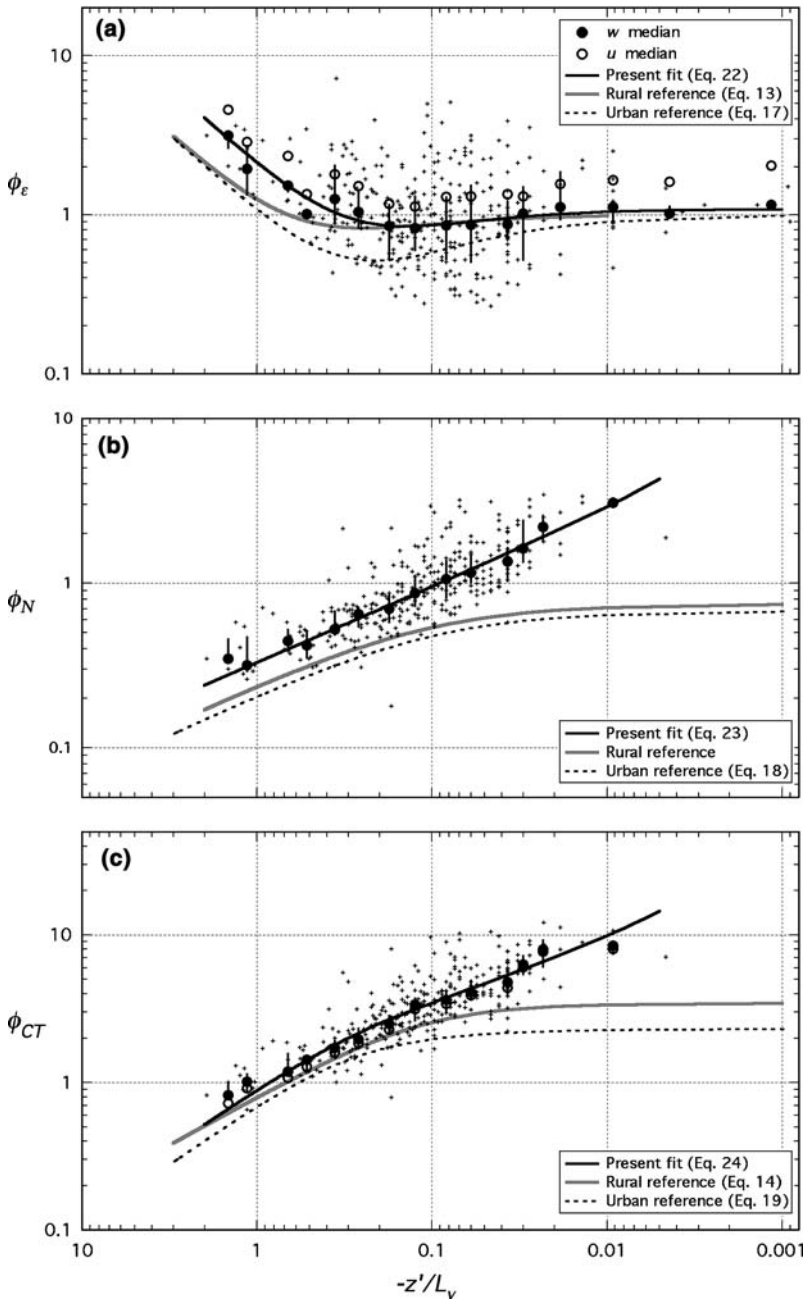 (a)
w median
u median
Present fit (Eq. 22)
Rural reference (Eq. 13)
Urban reference (Eq. 17)
10
1
0.1
ϕε
(b)
10
1
0.1
ϕN
Present fit (Eq. 23)
Rural reference
Urban reference (Eq. 18)
(c)
10
1
0.1
ϕCT
Present fit (Eq. 24)
Rural reference (Eq. 14)
Urban reference (Eq. 19)
10 1 0.1 0.01 0.001
-z'/Lv